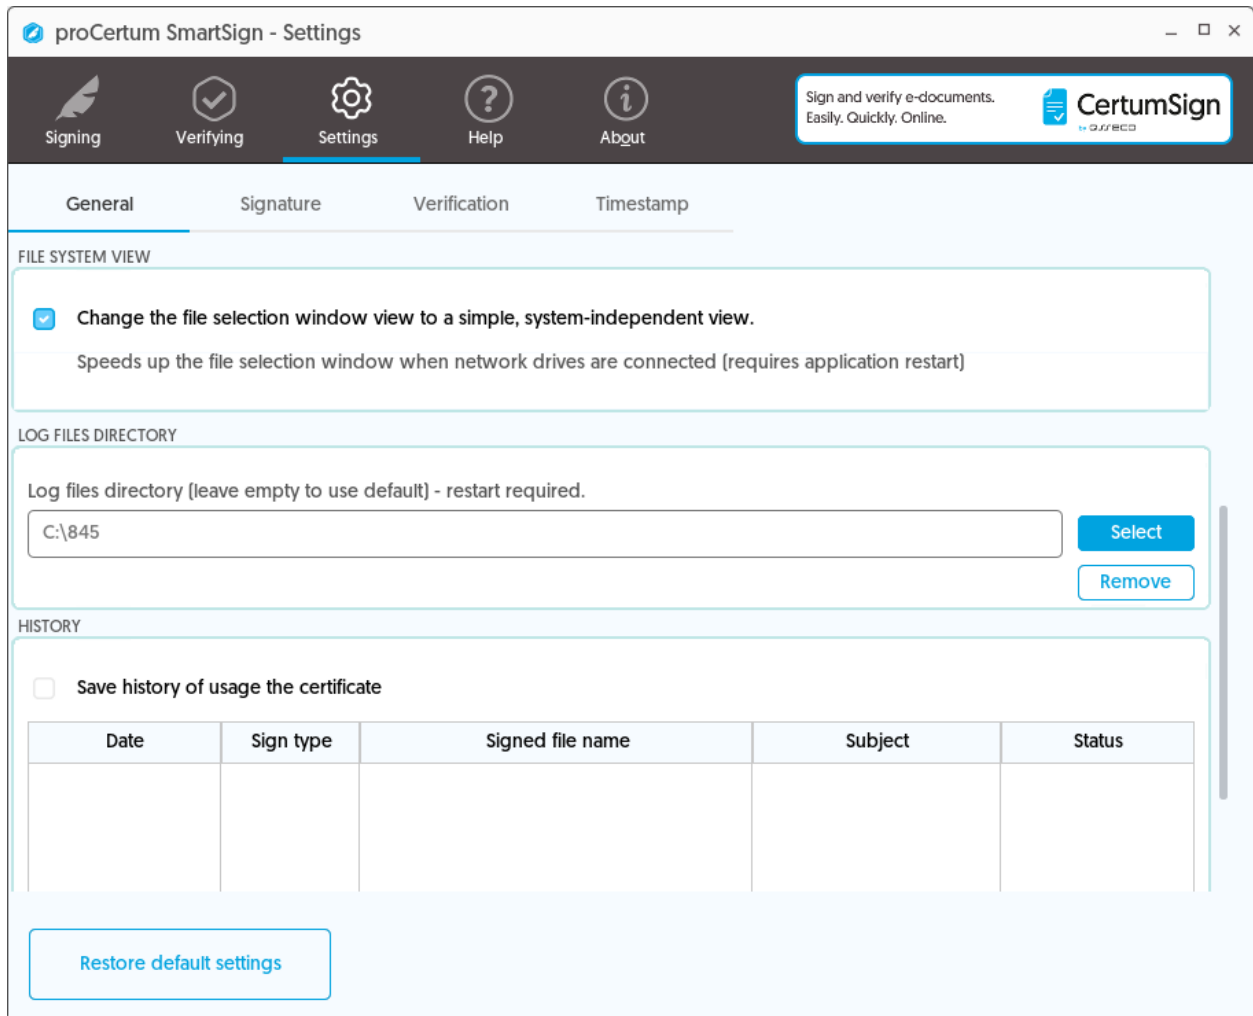 proCertum SmartSign - Settings
Signing
Verifying
Settings
Help
About
Sign and verify e-documents.
Easily. Quickly. Online.
CertumSign
by asseco
General
Signature
Verification
Timestamp
FILE SYSTEM VIEW
Change the file selection window view to a simple, system-independent view.
Speeds up the file selection window when network drives are connected (requires application restart)
LOG FILES DIRECTORY
Log files directory (leave empty to use default) - restart required.
C:\845
Select
Remove
HISTORY
Save history of usage the certificate
Date
Sign type
Signed file name
Subject
Status
Restore default settings